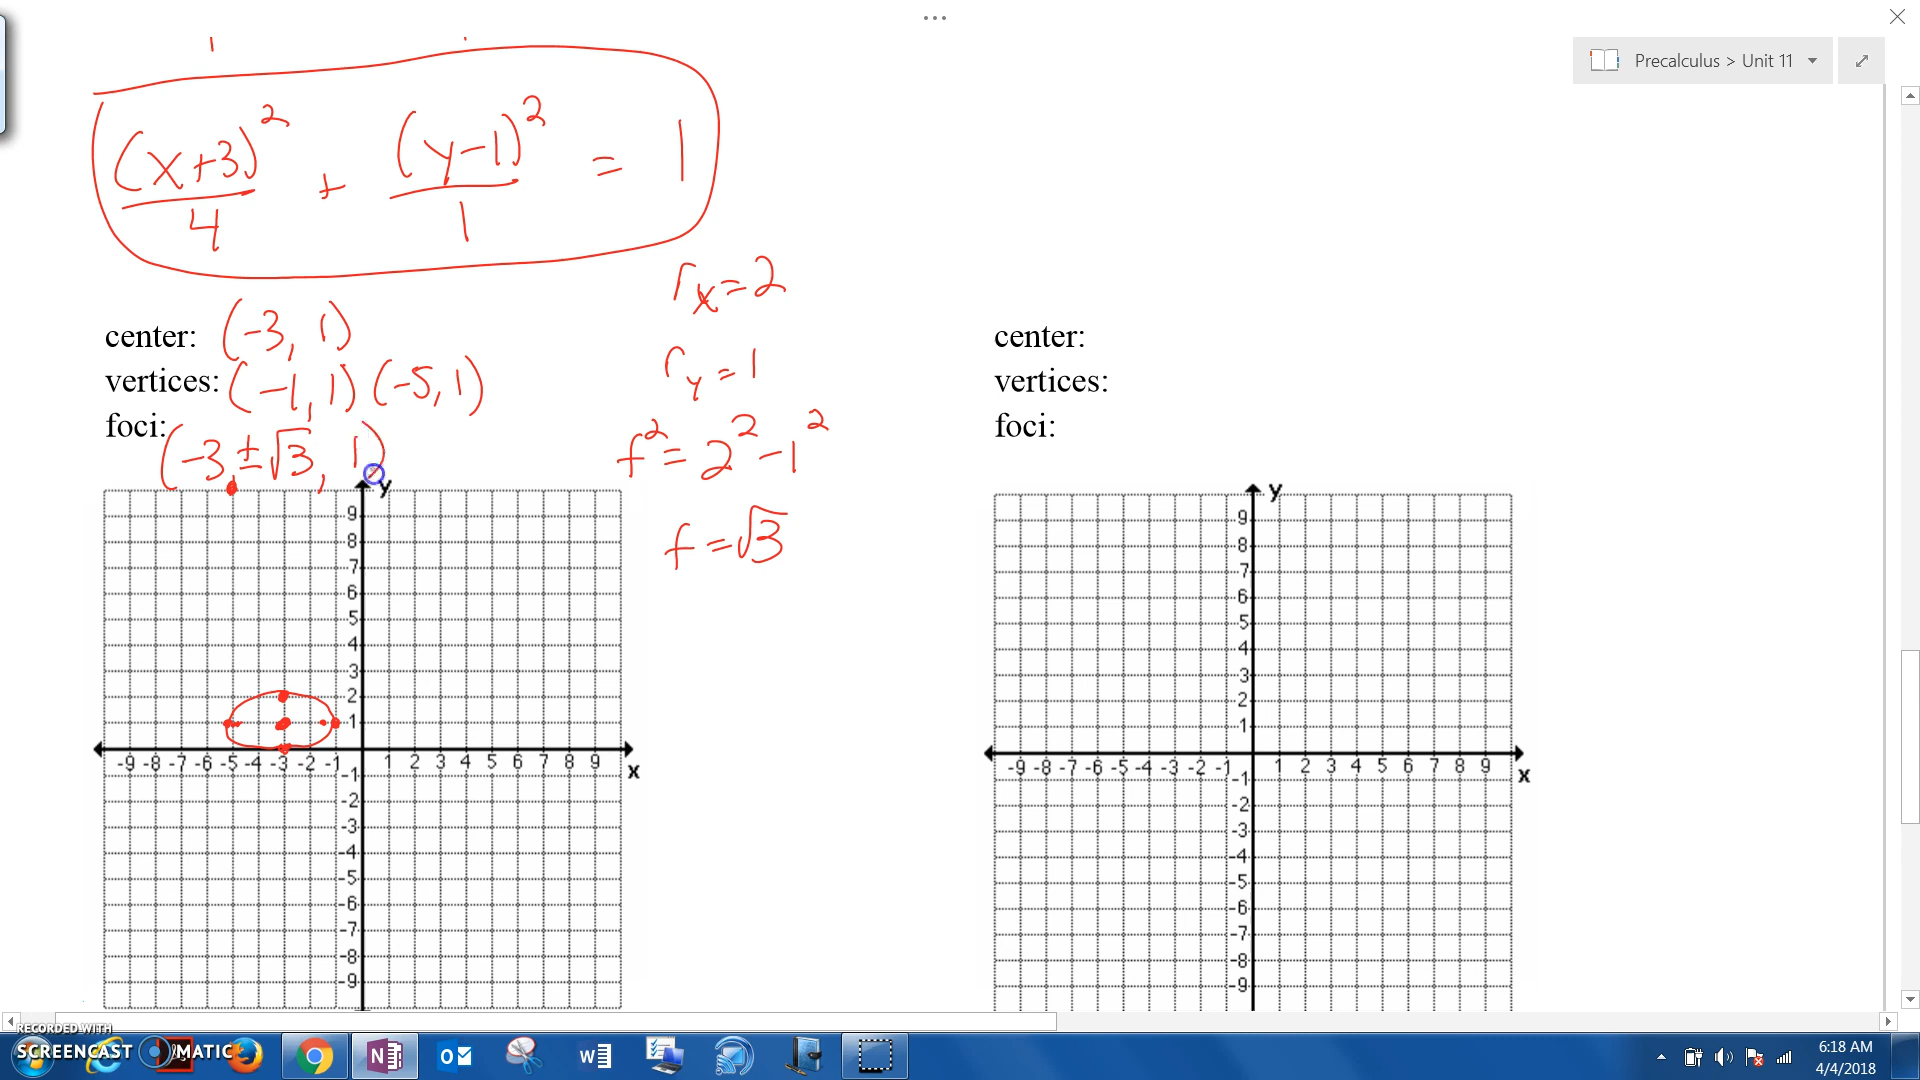 Precalculus > Unit 11
(x+3)² / 4 + (y-1)² / 1 = 1
r_x = 2
r_y = 1
center: (-3, 1)
vertices: (-1, 1) (-5, 1)
foci: (-3 ± √3, 1)
f² = 2² - 1²
f = √3
y
9
8
7
6
5
4
3
2
1
-9 -8 -7 -6 -5 -4 -3 -2 -1 1 2 3 4 5 6 7 8 9
x
-1
-2
-3
-4
-5
-6
-7
-8
-9
center:
vertices:
foci:
y
9
8
7
6
5
4
3
2
1
-9 -8 -7 -6 -5 -4 -3 -2 -1 1 2 3 4 5 6 7 8 9
x
-1
-2
-3
-4
-5
-6
-7
-8
-9
RECORDED WITH
SCREENCAST MATIC
6:18 AM
4/4/2018